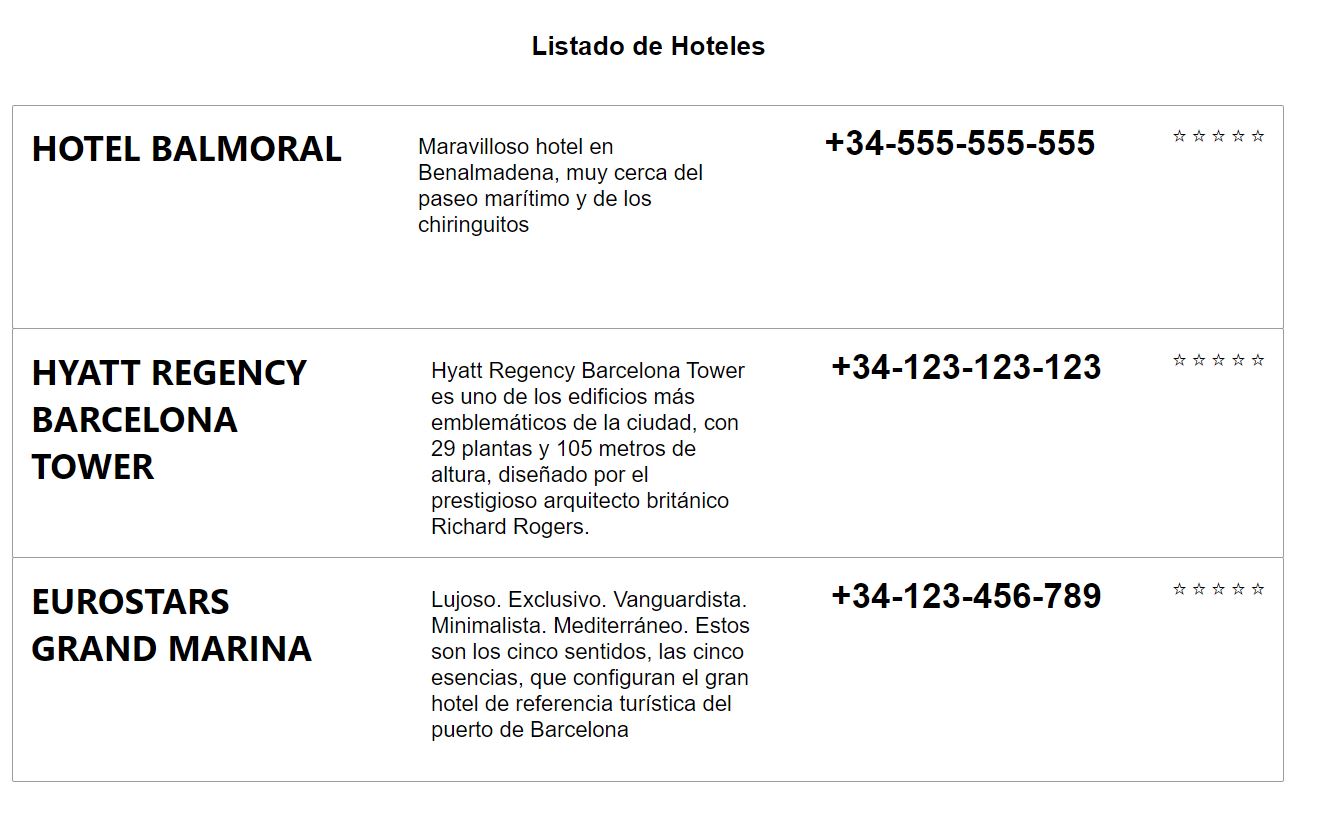 Listado de Hoteles
HOTEL BALMORAL
Maravilloso hotel en
Benalmadena, muy cerca del
paseo marítimo y de los
chiringuitos
+34-555-555-555
☆ ☆ ☆ ☆ ☆
HYATT REGENCY
BARCELONA
TOWER
Hyatt Regency Barcelona Tower
es uno de los edificios más
emblemáticos de la ciudad, con
29 plantas y 105 metros de
altura, diseñado por el
prestigioso arquitecto británico
Richard Rogers.
+34-123-123-123
☆ ☆ ☆ ☆ ☆
EUROSTARS
GRAND MARINA
Lujoso. Exclusivo. Vanguardista.
Minimalista. Mediterráneo. Estos
son los cinco sentidos, las cinco
esencias, que configuran el gran
hotel de referencia turística del
puerto de Barcelona
+34-123-456-789
☆ ☆ ☆ ☆ ☆